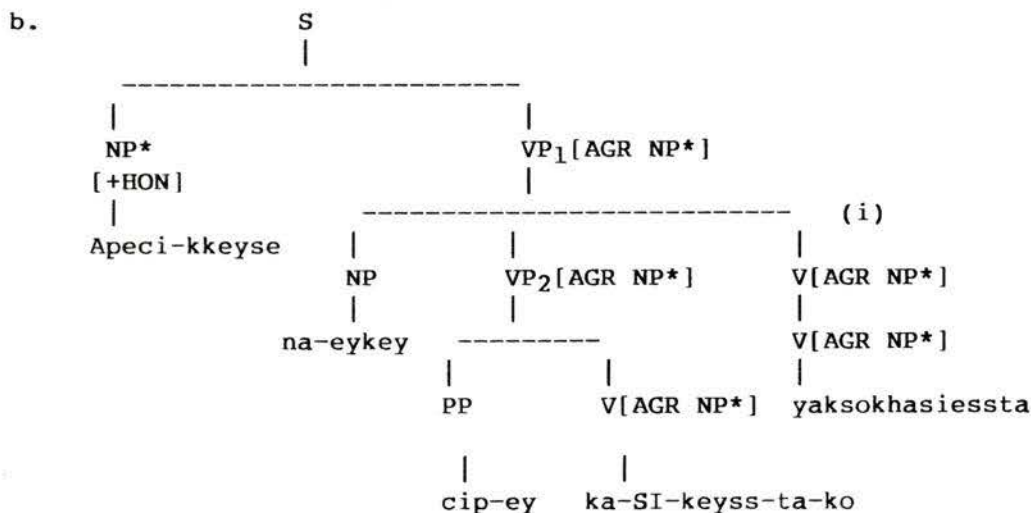 b. S
|
--------------------------
| |
NP* VP1[AGR NP*]
[+HON] |
| ---------------------------- (i)
Apeci-kkeyse | | |
NP VP2[AGR NP*] V[AGR NP*]
| | |
na-eykey --------- V[AGR NP*]
| | |
PP V[AGR NP*] yaksokhasiessta
| |
cip-ey ka-SI-keyss-ta-ko